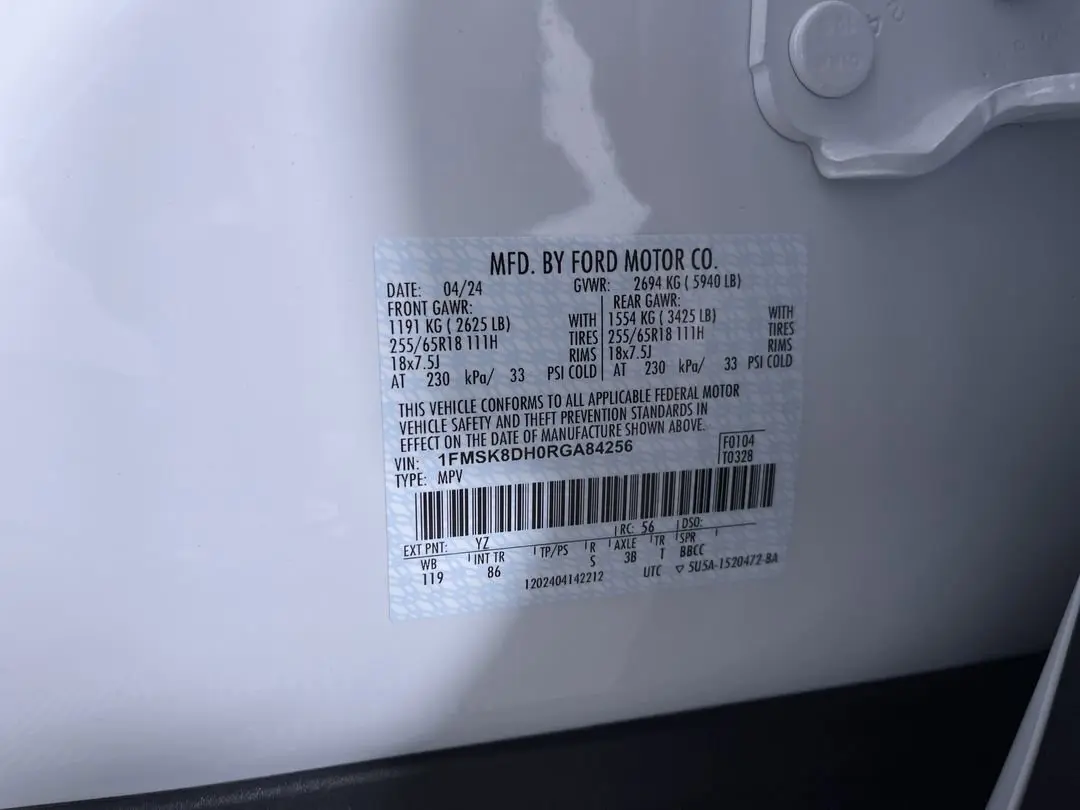 MFD. BY FORD MOTOR CO.
DATE: 04/24 GVWR: 2694 KG ( 5940 LB)
FRONT GAWR: REAR GAWR:
1191 KG ( 2625 LB) WITH 1554 KG ( 3425 LB) WITH
255/65R18 111H TIRES 255/65R18 111H TIRES
18x7.5J RIMS 18x7.5J RIMS
AT 230 kPa/ 33 PSI COLD AT 230 kPa/ 33 PSI COLD
THIS VEHICLE CONFORMS TO ALL APPLICABLE FEDERAL MOTOR
VEHICLE SAFETY AND THEFT PREVENTION STANDARDS IN
EFFECT ON THE DATE OF MANUFACTURE SHOWN ABOVE.
VIN: 1FMSK8DH0RGA84256 F0104
TYPE: MPV T0328
EXT PNT: YZ RC: 56 DSO:
WB INT TR TP/PS R AXLE TR SPR
119 86 S 38 T BBCC
1202404142212 UTC ▽ 5U5A-1520472-BA